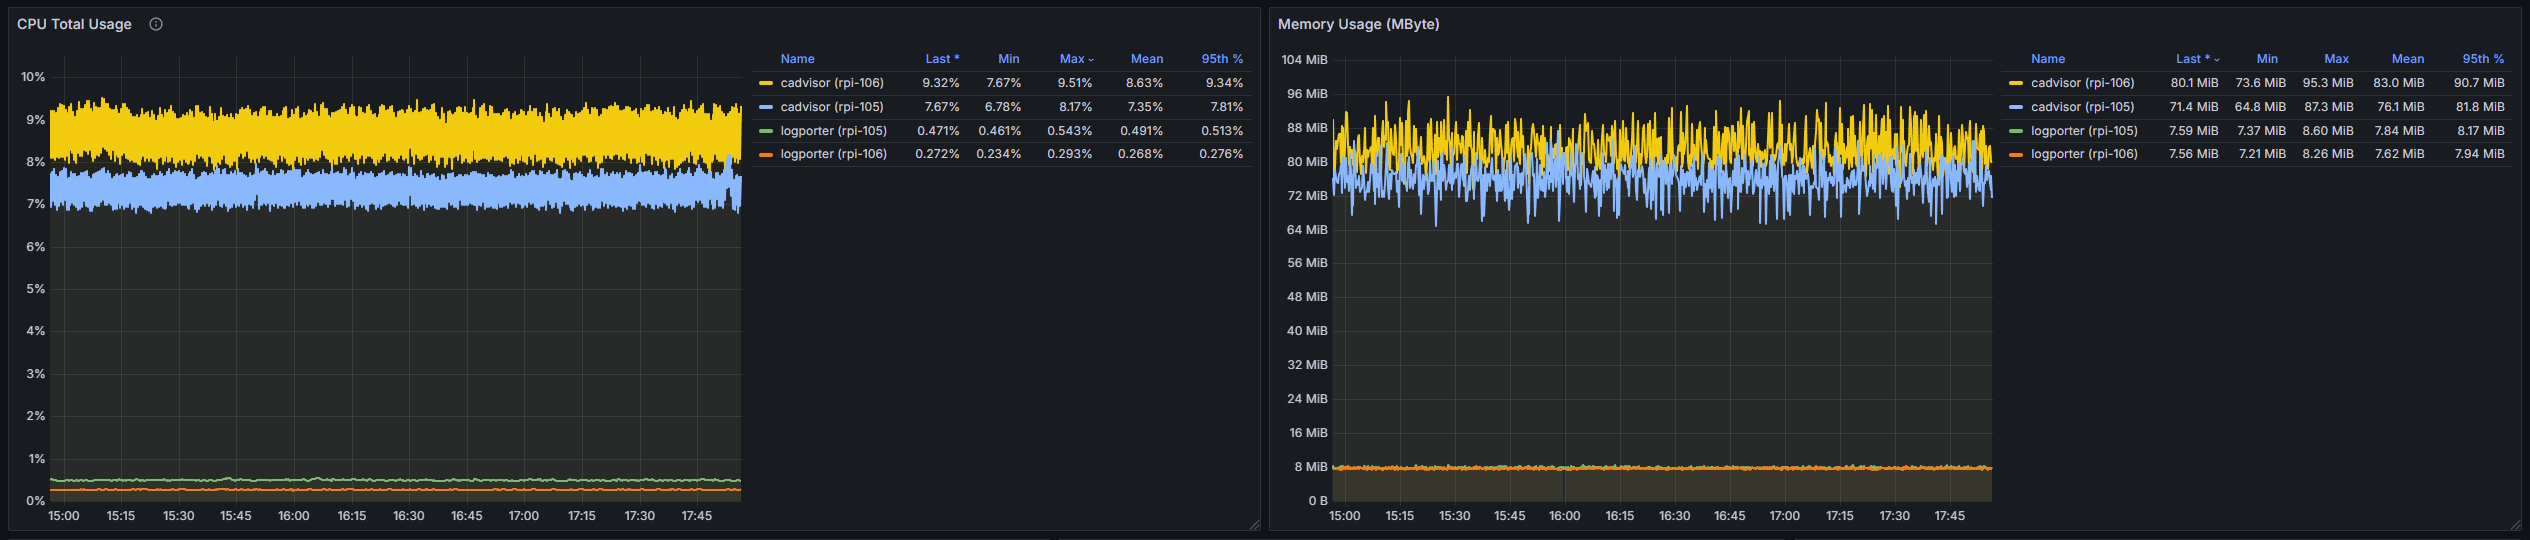 CPU Total Usage
Name Last * Min Max Mean 95th %
cadvisor (rpi-106) 9.32% 7.67% 9.51% 8.63% 9.34%
cadvisor (rpi-105) 7.67% 6.78% 8.17% 7.35% 7.81%
logporter (rpi-105) 0.471% 0.461% 0.543% 0.491% 0.513%
logporter (rpi-106) 0.272% 0.234% 0.293% 0.268% 0.276%
10%
9%
8%
7%
6%
5%
4%
3%
2%
1%
0%
15:00 15:15 15:30 15:45 16:00 16:15 16:30 16:45 17:00 17:15 17:30 17:45
Memory Usage (MByte)
Name Last * Min Max Mean 95th %
cadvisor (rpi-106) 80.1 MiB 73.6 MiB 95.3 MiB 83.0 MiB 90.7 MiB
cadvisor (rpi-105) 71.4 MiB 64.8 MiB 87.3 MiB 76.1 MiB 81.8 MiB
logporter (rpi-105) 7.59 MiB 7.37 MiB 8.60 MiB 7.84 MiB 8.17 MiB
logporter (rpi-106) 7.56 MiB 7.21 MiB 8.26 MiB 7.62 MiB 7.94 MiB
104 MiB
96 MiB
88 MiB
80 MiB
72 MiB
64 MiB
56 MiB
48 MiB
40 MiB
32 MiB
24 MiB
16 MiB
8 MiB
0 B
15:00 15:15 15:30 15:45 16:00 16:15 16:30 16:45 17:00 17:15 17:30 17:45